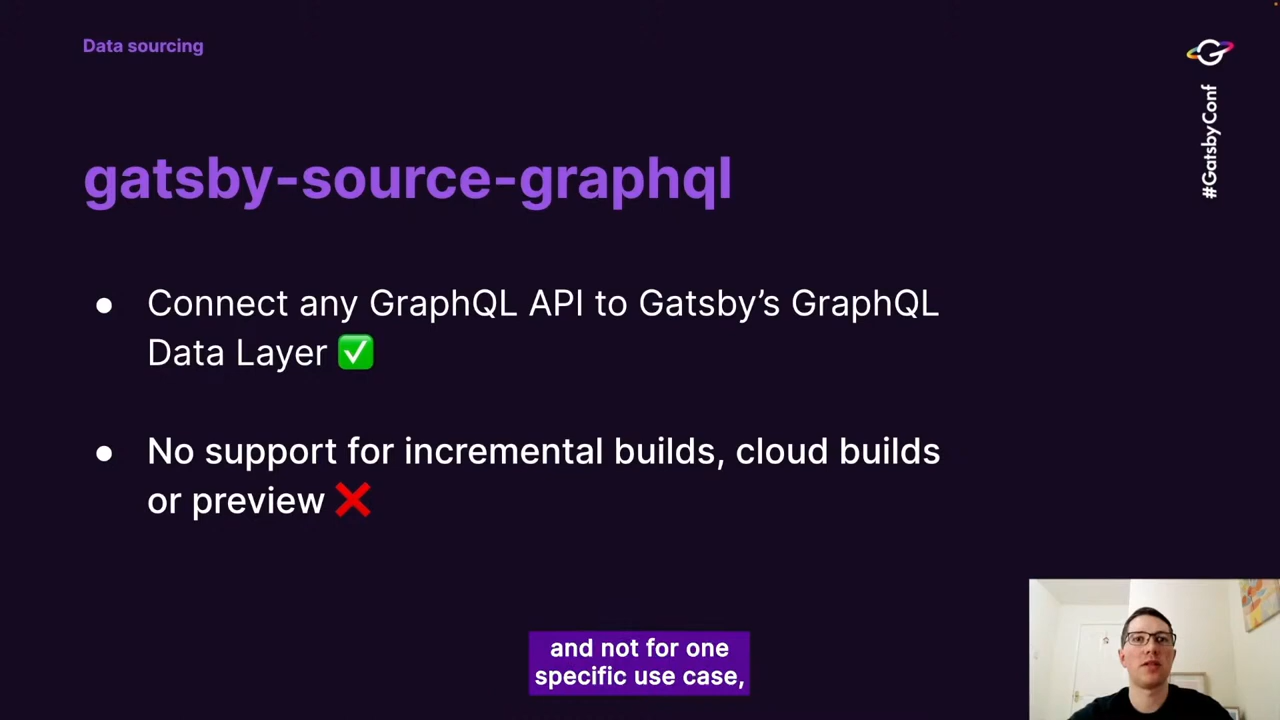 Data sourcing
#GatsbyConf
gatsby-source-graphql
● Connect any GraphQL API to Gatsby’s GraphQL
Data Layer ✅
● No support for incremental builds, cloud builds
or preview ❌
and not for one
specific use case,